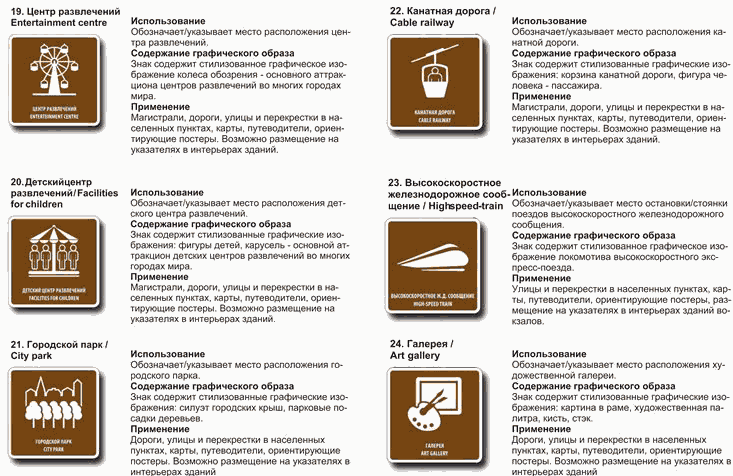 19. Центр развлечений
Entertainment centre
ЦЕНТР РАЗВЛЕЧЕНИЙ
ENTERTAINMENT CENTRE
Использование
Обозначает/указывает место расположения цен-
тра развлечений.
Содержание графического образа
Знак содержит стилизованное графическое изо-
бражение колеса обозрения - основного аттрак-
циона центров развлечений во многих городах
мира.
Применение
Магистрали, дороги, улицы и перекрестки в на-
селенных пунктах, карты, путеводители, ориен-
тирующие постеры. Возможно размещение на
указателях в интерьерах зданий.
20.Детскийцентр
развлечений/Facilities
for children
ДЕТСКИЙ ЦЕНТР РАЗВЛЕЧЕНИЙ
FACILITIES FOR CHILDREN
Использование
Обозначает/указывает место расположения дет-
ского центра развлечений.
Содержание графического образа
Знак содержит стилизованные графические изо-
бражения: фигуры детей, карусель - основной ат-
тракцион детских центров развлечений во многих
городах мира.
Применение
Магистрали, дороги, улицы и перекрестки в на-
селенных пунктах, карты, путеводители, ориен-
тирующие постеры. Возможно размещение на
указателях в интерьерах зданий.
21. Городской парк /
City park
ГОРОДСКОЙ ПАРК
CITY PARK
Использование
Обозначает/указывает место расположения го-
родского парка.
Содержание графического образа
Знак содержит стилизованные графические изо-
бражения: силуэт городских крыш, парковые по-
садки деревьев.
Применение
Дороги, улицы и перекрестки в населенных
пунктах, карты, путеводители, ориентирующие
постеры. Возможно размещение на указателях в
интерьерах зданий
22. Канатная дорога /
Cable railway
КАНАТНАЯ ДОРОГА
CABLE RAILWAY
Использование
Обозначает/указывает место расположения ка-
натной дороги.
Содержание графического образа
Знак содержит стилизованные графические изо-
бражения: корзина канатной дороги, фигура че-
ловека - пассажира.
Применение
Магистрали, дороги, улицы и перекрестки в на-
селенных пунктах, карты, путеводители, ориен-
тирующие постеры. Возможно размещение на
указателях в интерьерах зданий.
23. Высокоскоростное
железнодорожное сооб-
щение / Highspeed-train
ВЫСОКОСКОРОСТНОЕ Ж.Д. СООБЩЕНИЕ
HIGH-SPEED TRAIN
Использование
Обозначает/указывает место остановки/стоянки
поездов высокоскоростного железнодорожного
сообщения.
Содержание графического образа
Знак содержит стилизованное графическое изо-
бражение локомотива высокоскоростного экс-
пресс-поезда.
Применение
Улицы и перекрестки в населенных пунктах, кар-
ты, путеводители, ориентирующие постеры, раз-
мещение на указателях в интерьерах зданий во-
кзалов.
24. Галерея /
Art gallery
ГАЛЕРЕЯ
ART GALLERY
Использование
Обозначает/указывает место расположения ху-
дожественной галереи.
Содержание графического образа
Знак содержит стилизованные графические изо-
бражения: картина в раме, художественная па-
литра, кисть, стэк.
Применение
Дороги, улицы и перекрестки в населенных
пунктах, карты, путеводители, ориентирующие
постеры. Возможно размещение на указателях в
интерьерах зданий